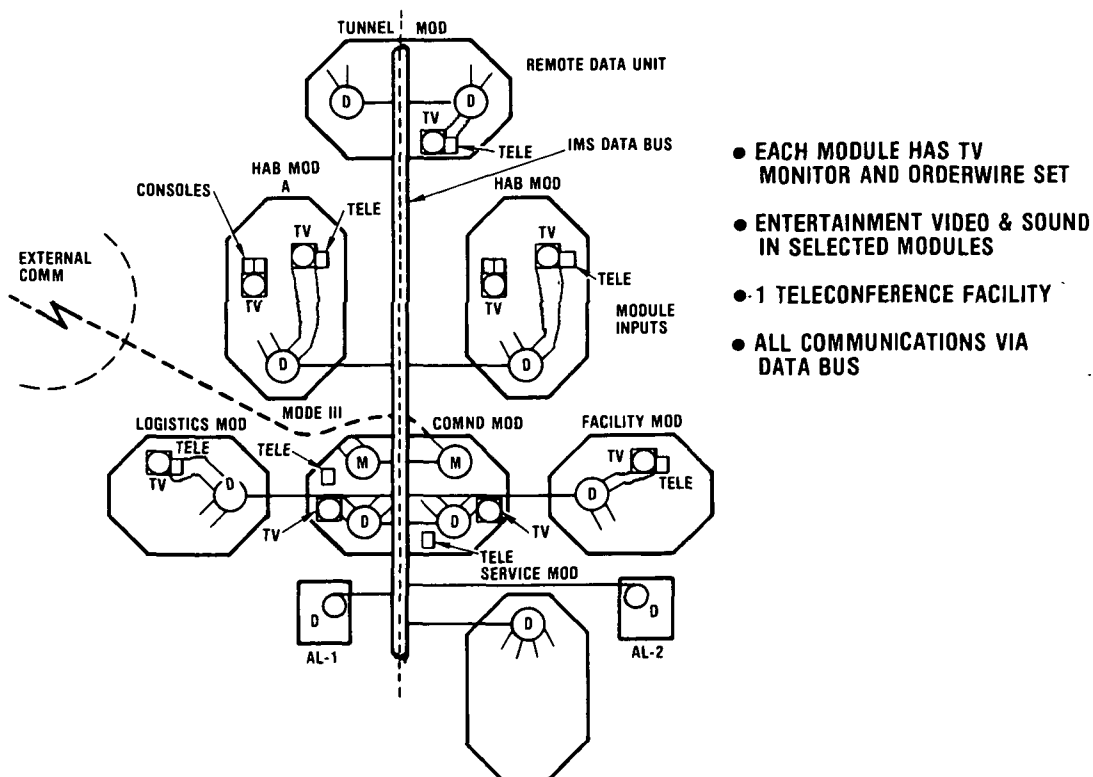 TUNNEL MOD
REMOTE DATA UNIT
D
D
TV
TELE
IMS DATA BUS
HAB MOD
A
HAB MOD
CONSOLES
TELE
TV
TV
TV
TELE
TV
EXTERNAL
COMM
MODULE
INPUTS
D
D
MODE III
LOGISTICS MOD
COMND MOD
FACILITY MOD
TELE
TELE
M
M
TV
TV
TELE
D
D
TV
D
D
TV
TELE
SERVICE MOD
D
D
D
AL-1
AL-2
• EACH MODULE HAS TV
MONITOR AND ORDERWIRE SET
• ENTERTAINMENT VIDEO & SOUND
IN SELECTED MODULES
• 1 TELECONFERENCE FACILITY
• ALL COMMUNICATIONS VIA
DATA BUS